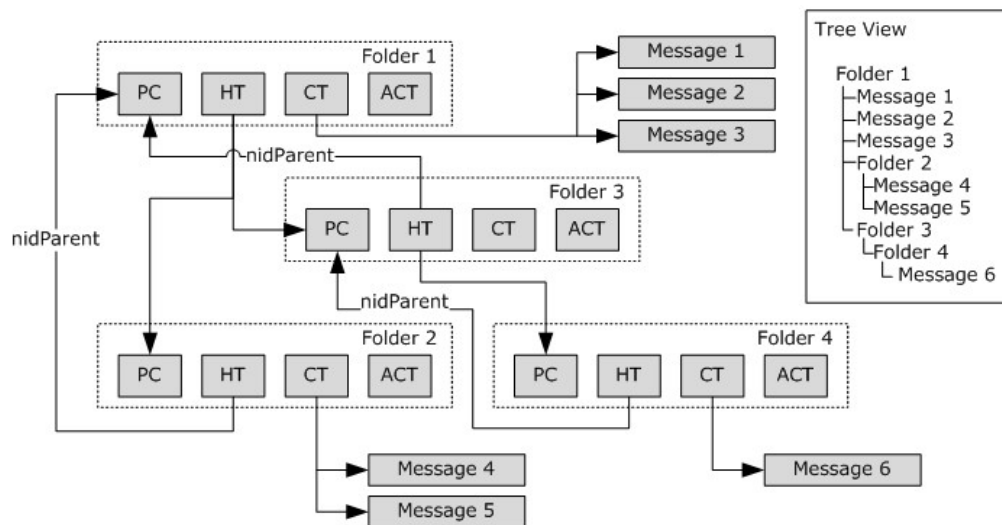 Folder 1
PC HT CT ACT
Message 1
Message 2
Message 3
nidParent
Folder 3
PC HT CT ACT
nidParent
nidParent
Folder 2
PC HT CT ACT
Folder 4
PC HT CT ACT
Message 4
Message 5
Message 6
Tree View
Folder 1
Message 1
Message 2
Message 3
Folder 2
Message 4
Message 5
Folder 3
Folder 4
Message 6